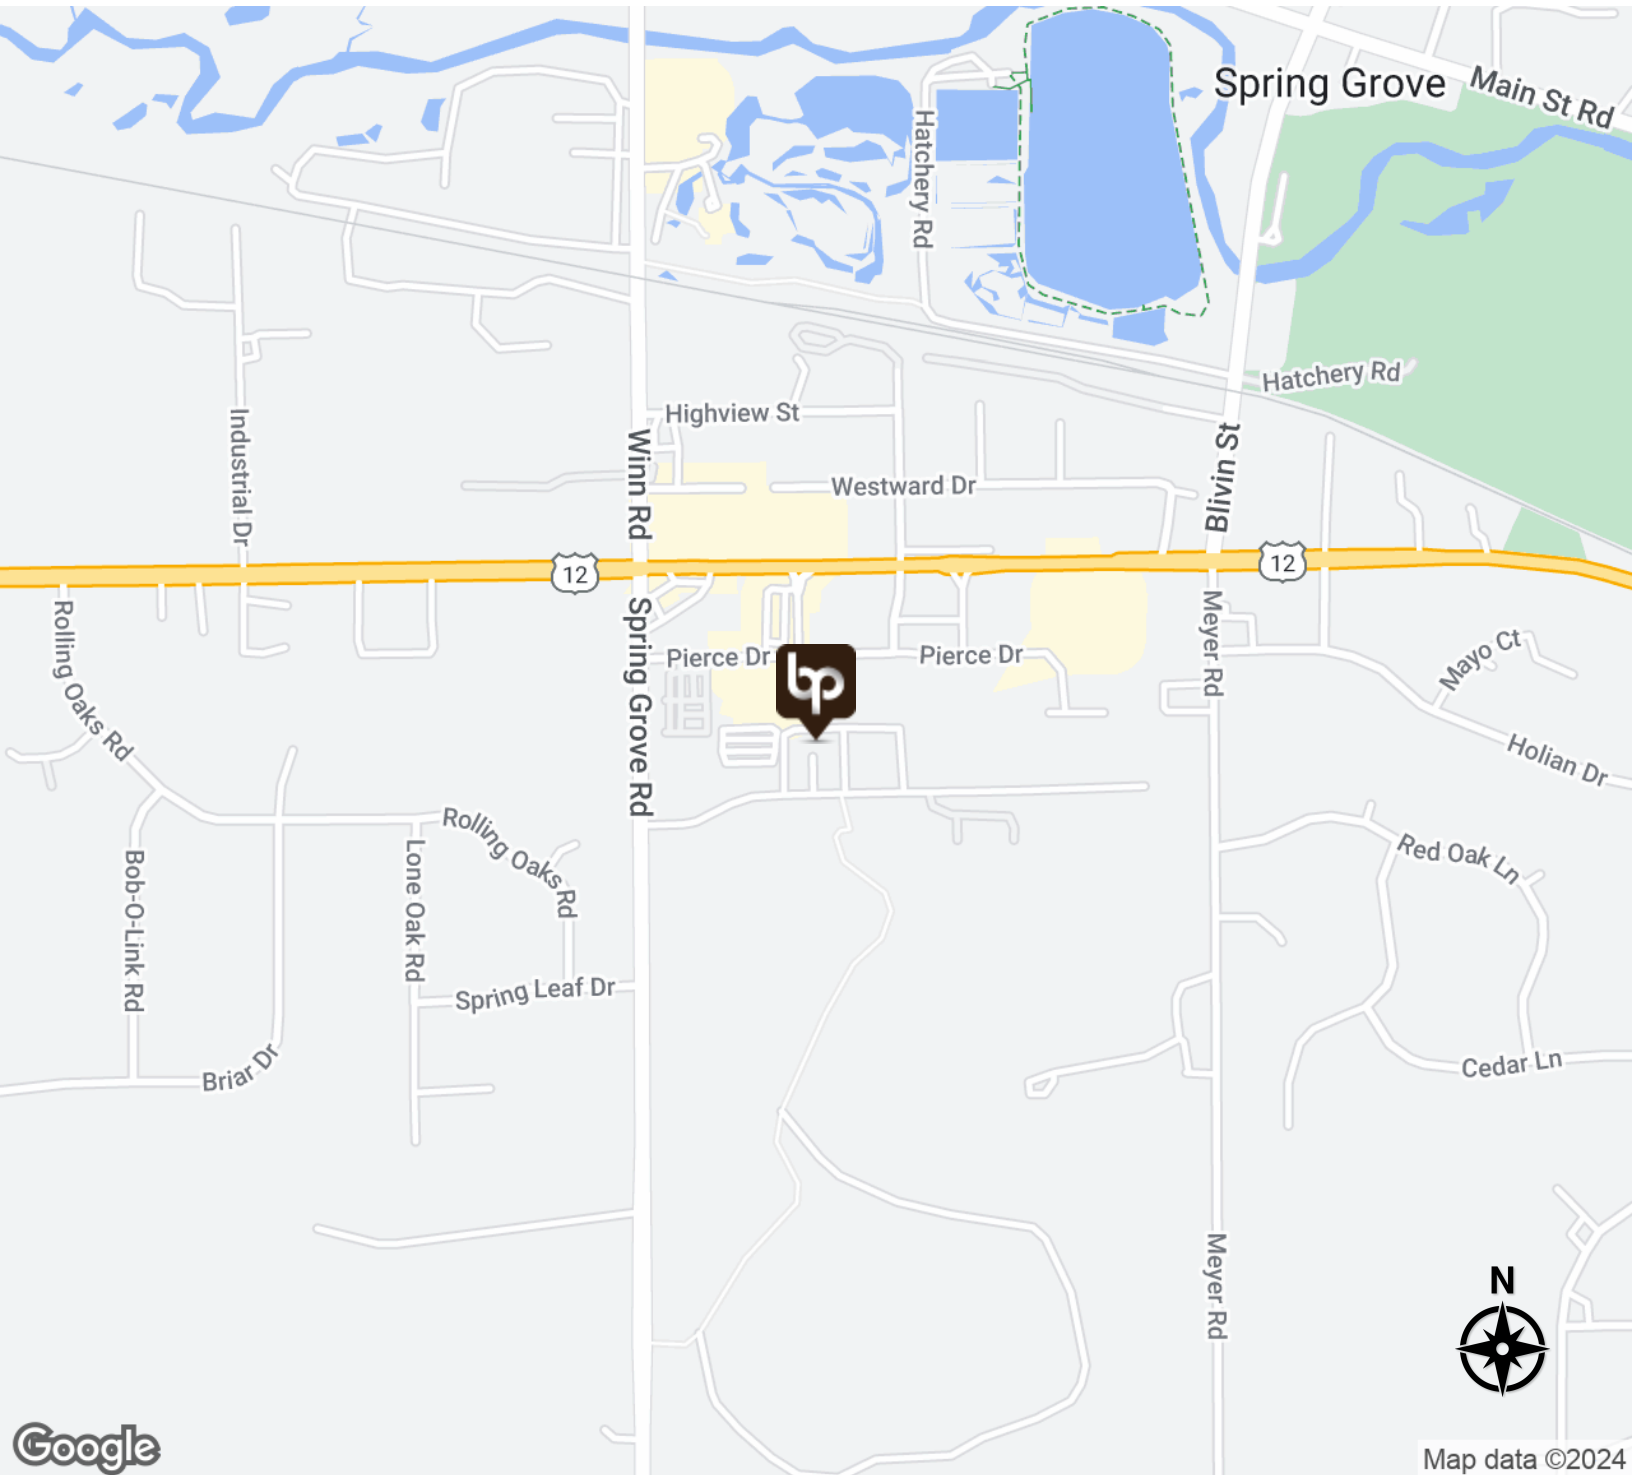 Spring Grove
Main St Rd
Hatchery Rd
Hatchery Rd
Highview St
Industrial Dr
Winn Rd
Westward Dr
Blivin St
12
12
Rolling Oaks Rd
Spring Grove Rd
Pierce Dr
Pierce Dr
bp
Meyer Rd
Mayo Ct
Holian Dr
Rolling Oaks Rd
Bob-O-Link Rd
Lone Oak Rd
Red Oak Ln
Spring Leaf Dr
Briar Dr
Cedar Ln
Meyer Rd
N
Google
Map data ©2024